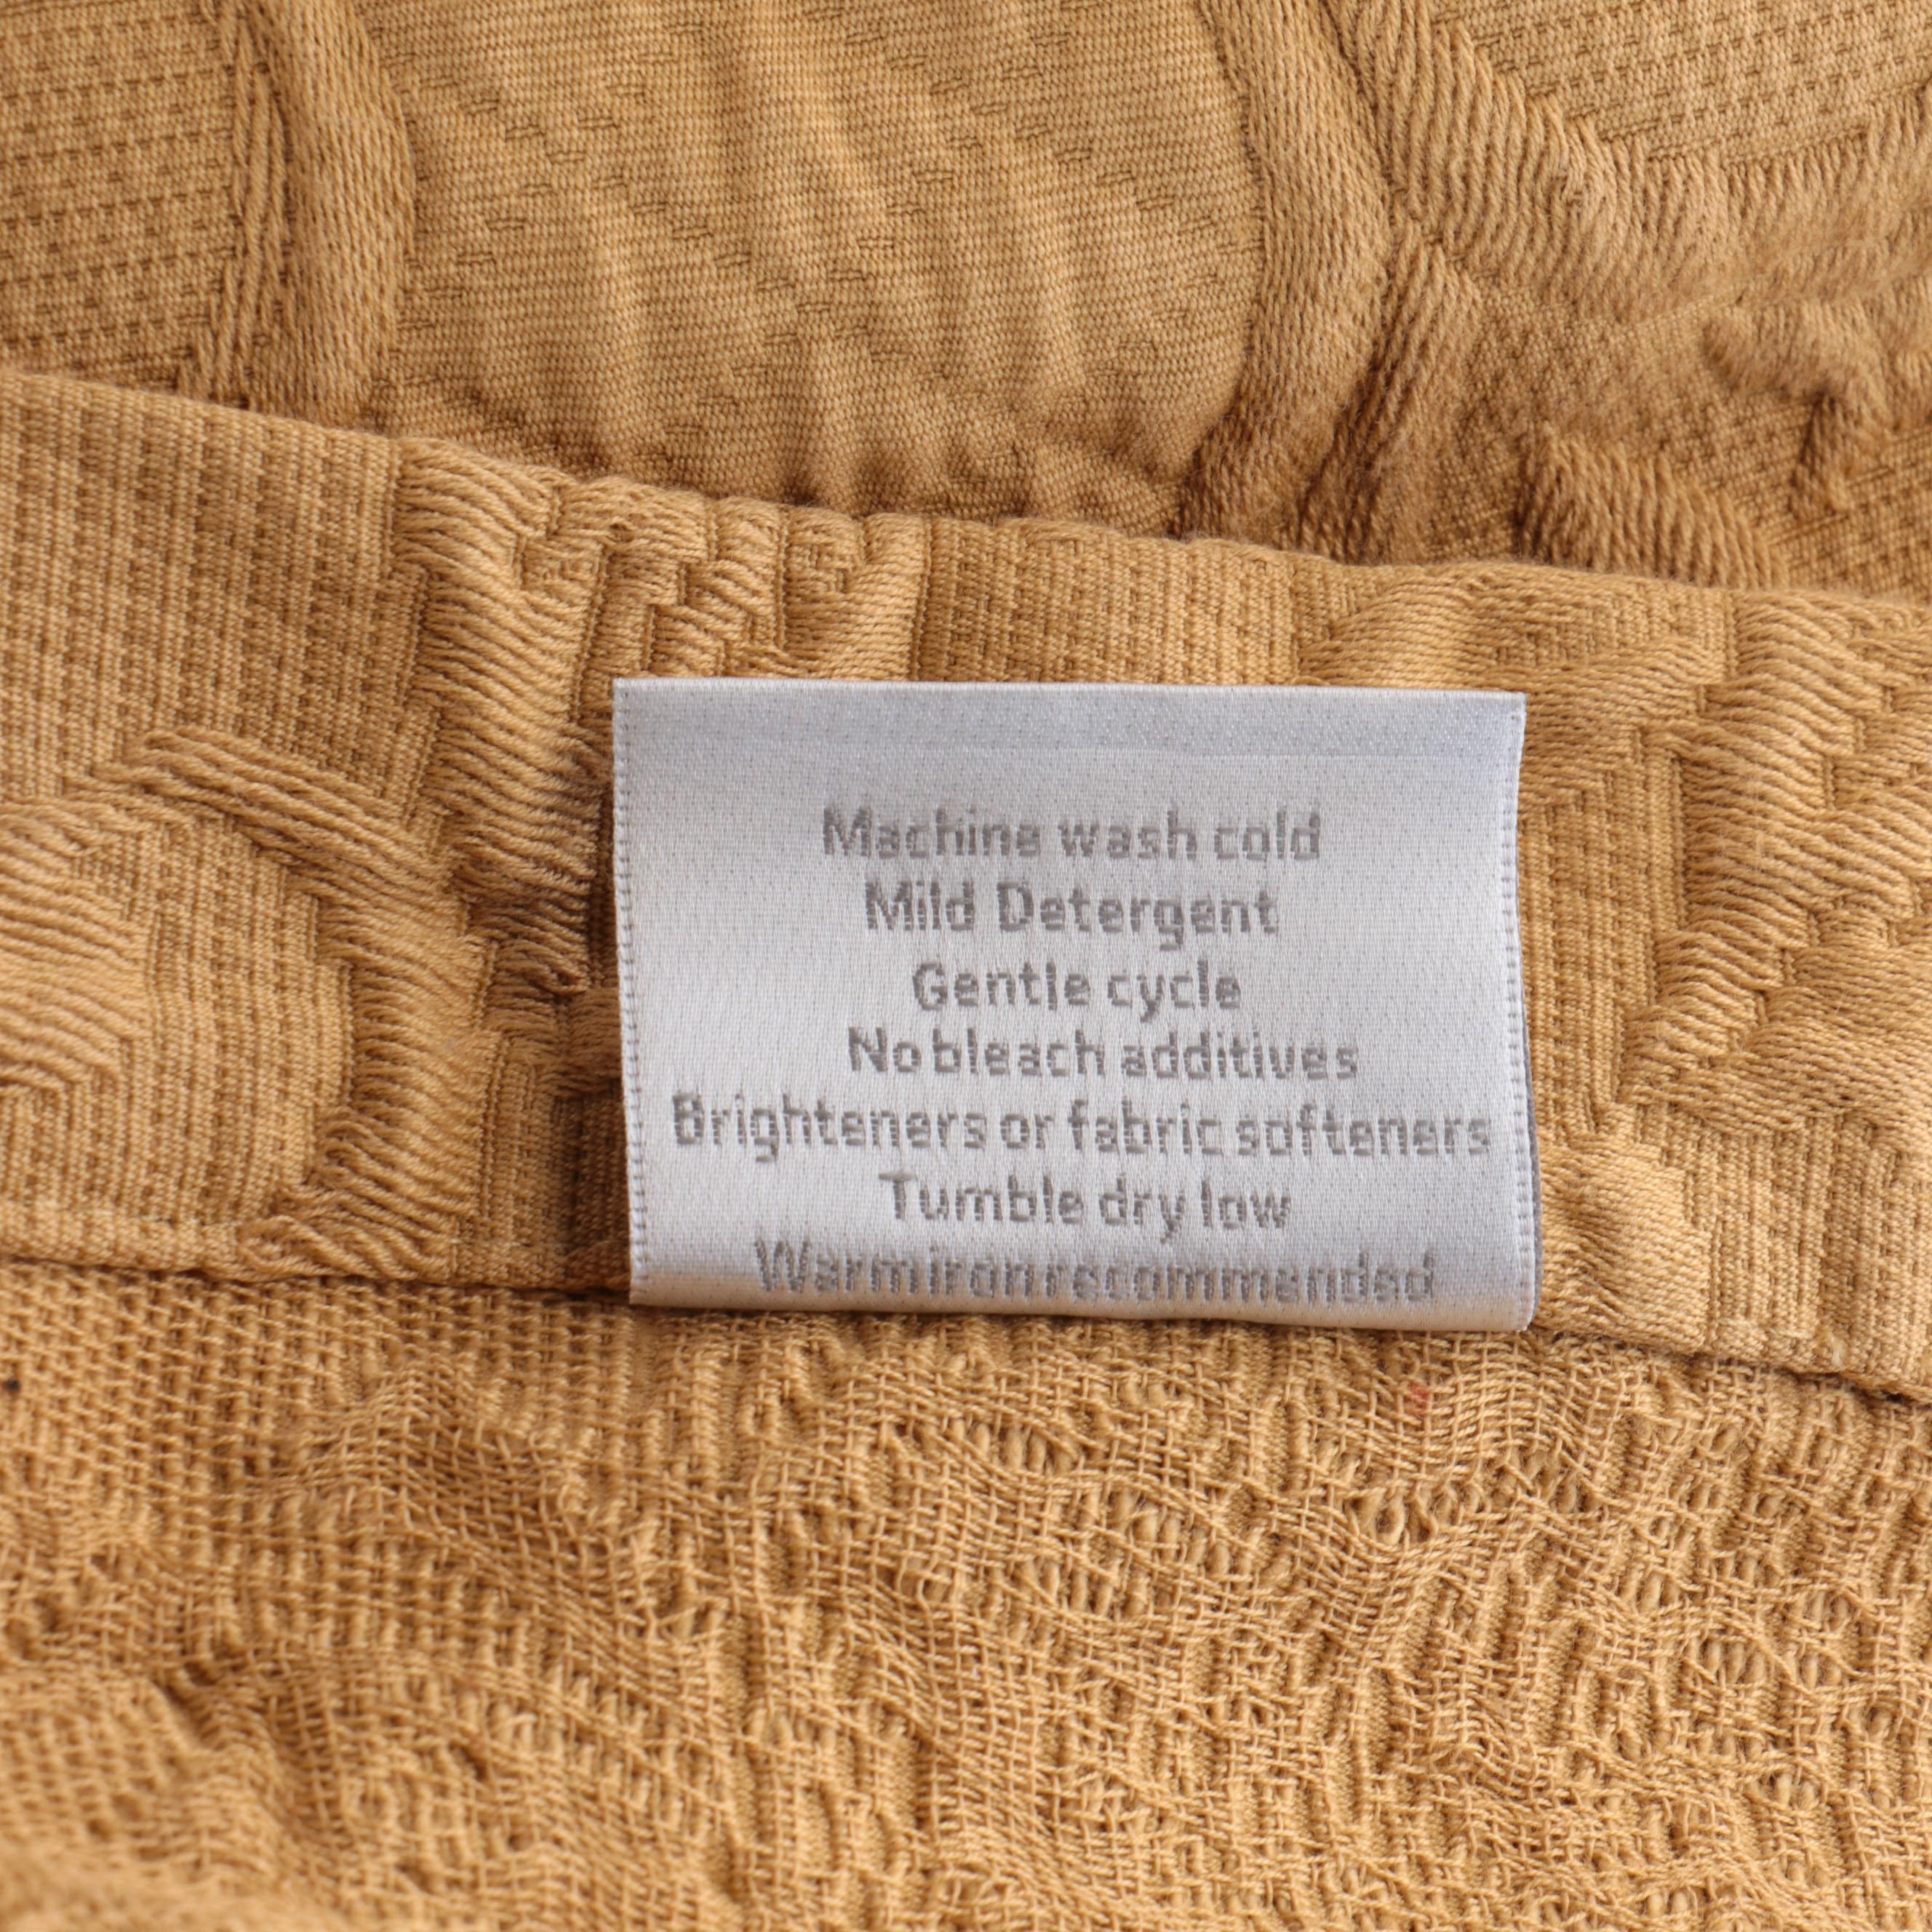 Machine wash cold
Mild Detergent
Gentle cycle
No bleach additives
Brighteners or fabric softeners
Tumble dry low
Warm iron recommended